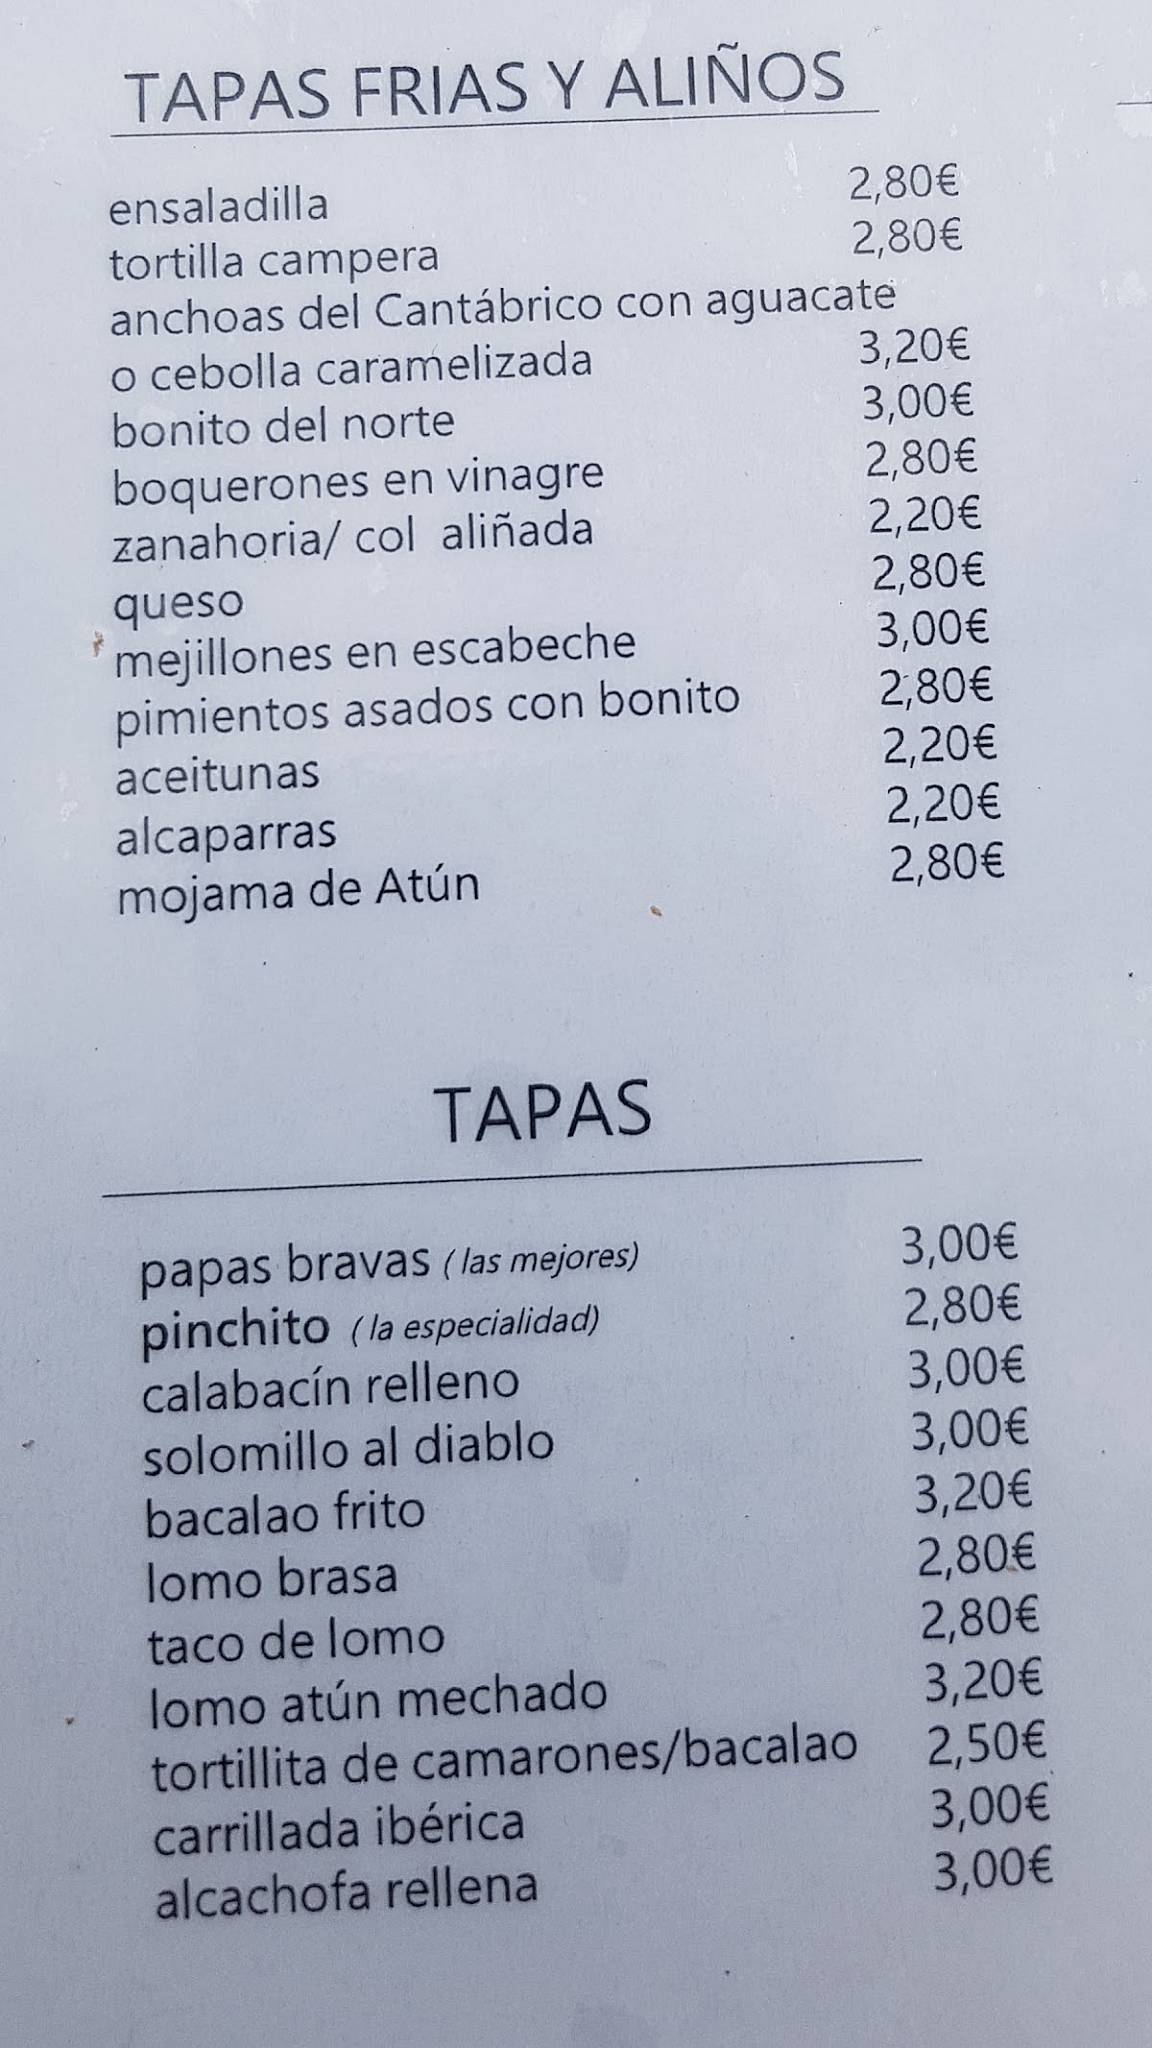 TAPAS FRIAS Y ALIÑOS
ensaladilla 2,80€
tortilla campera 2,80€
anchoas del Cantábrico con aguacate
o cebolla caramelizada 3,20€
bonito del norte 3,00€
boquerones en vinagre 2,80€
zanahoria/ col aliñada 2,20€
queso 2,80€
mejillones en escabeche 3,00€
pimientos asados con bonito 2,80€
aceitunas 2,20€
alcaparras 2,20€
mojama de Atún 2,80€
TAPAS
papas bravas (las mejores) 3,00€
pinchito (la especialidad) 2,80€
calabacín relleno 3,00€
solomillo al diablo 3,00€
bacalao frito 3,20€
lomo brasa 2,80€
taco de lomo 2,80€
lomo atún mechado 3,20€
tortillita de camarones/bacalao 2,50€
carrillada ibérica 3,00€
alcachofa rellena 3,00€